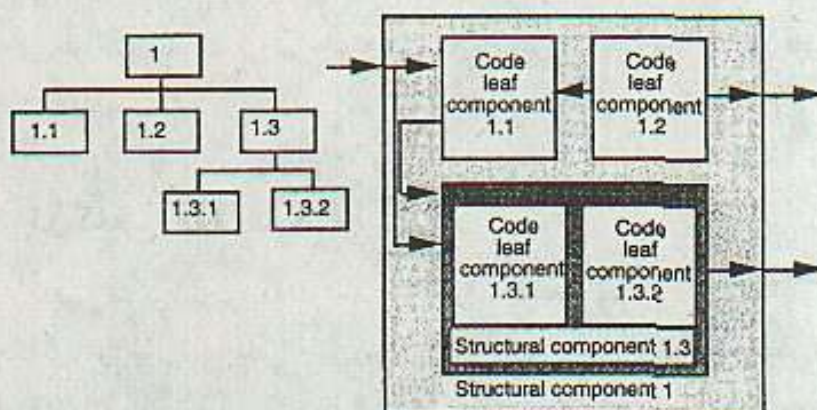 1
1.1
1.2
1.3
1.3.1
1.3.2
Code
leaf
component
1.1
Code
leaf
component
1.2
Code
leaf
component
1.3.1
Code
leaf
component
1.3.2
Structural component 1.3
Structural component 1